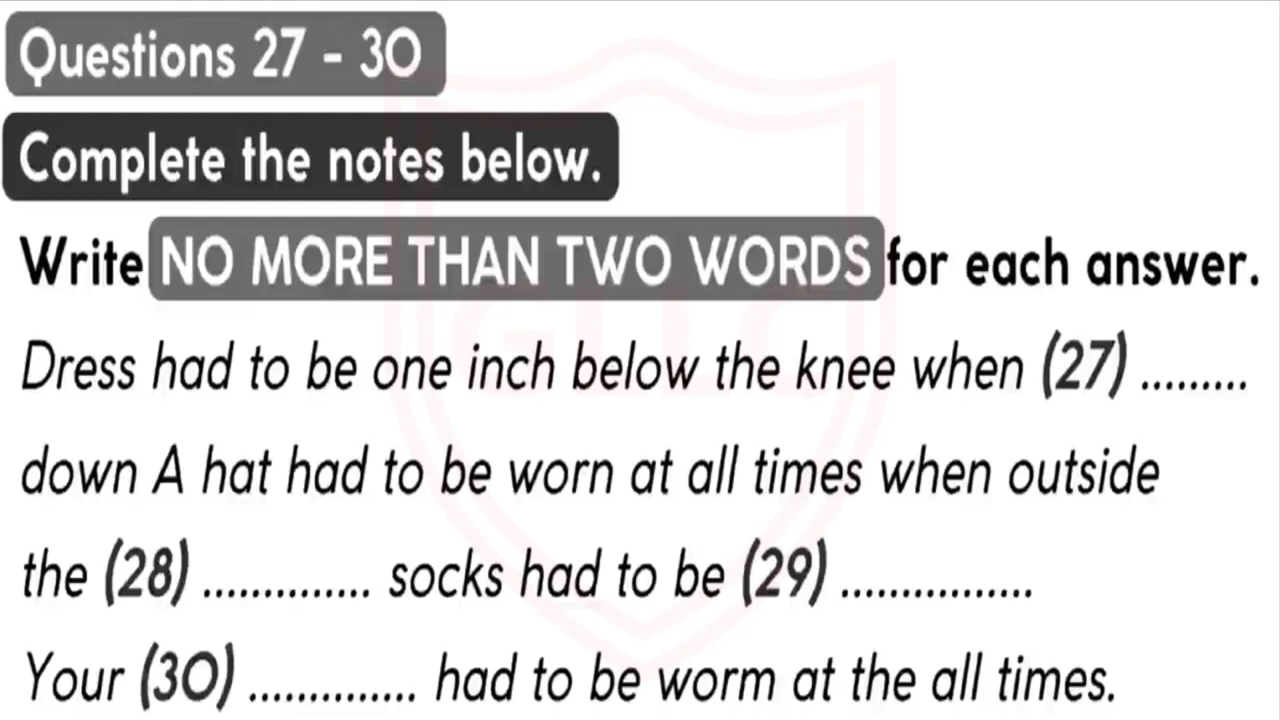 Questions 27 - 30
Complete the notes below.
Write NO MORE THAN TWO WORDS for each answer.
Dress had to be one inch below the knee when (27) .........
down A hat had to be worn at all times when outside
the (28) .............. socks had to be (29) ................
Your (30) .............. had to be worm at the all times.
GLLC